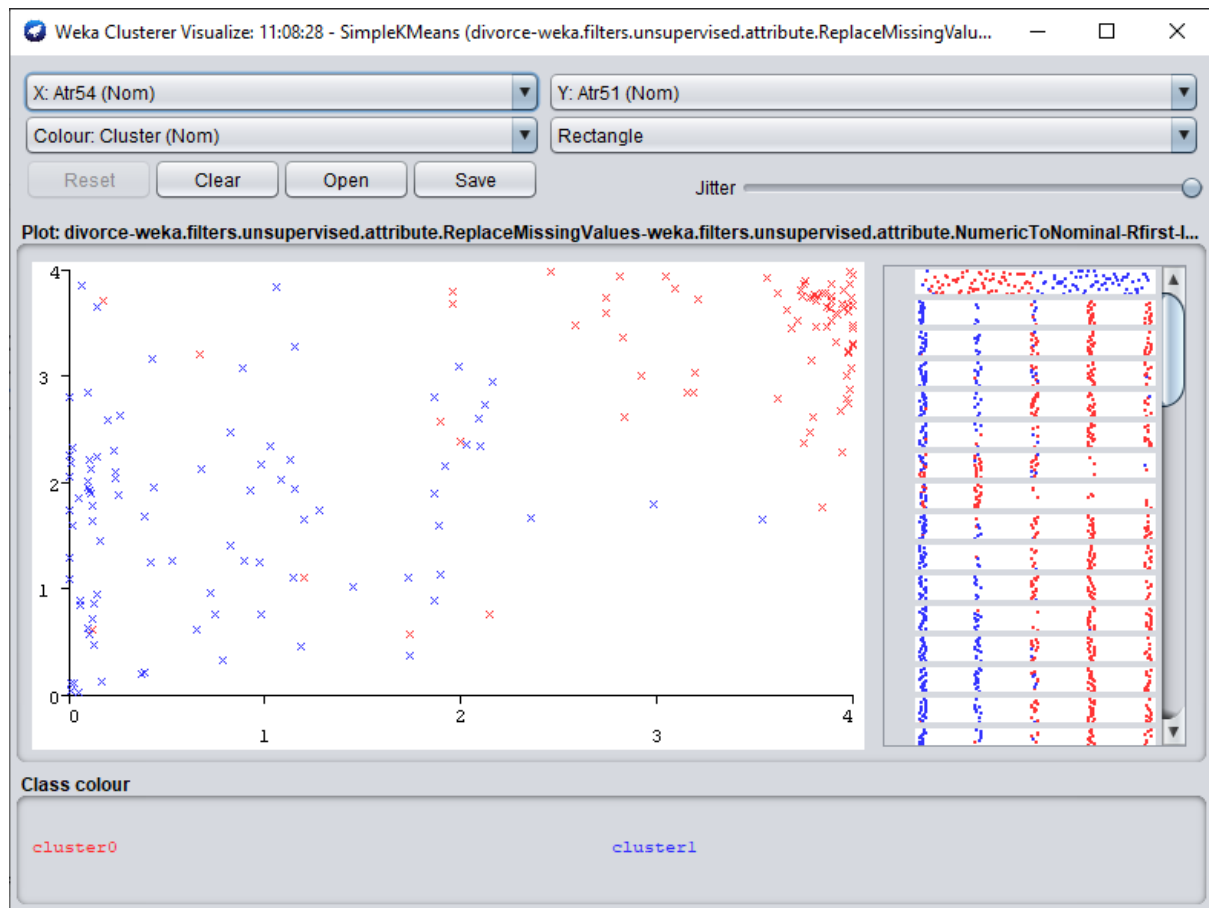 Weka Clusterer Visualize: 11:08:28 - SimpleKMeans (divorce-weka.filters.unsupervised.attribute.ReplaceMissingValu...
X: Atr54 (Nom)
Y: Atr51 (Nom)
Colour: Cluster (Nom)
Rectangle
Reset
Clear
Open
Save
Jitter
Plot: divorce-weka.filters.unsupervised.attribute.ReplaceMissingValues-weka.filters.unsupervised.attribute.NumericToNominal-Rfirst-l...
4
3
2
1
0
0
1
2
3
4
Class colour
cluster0
cluster1